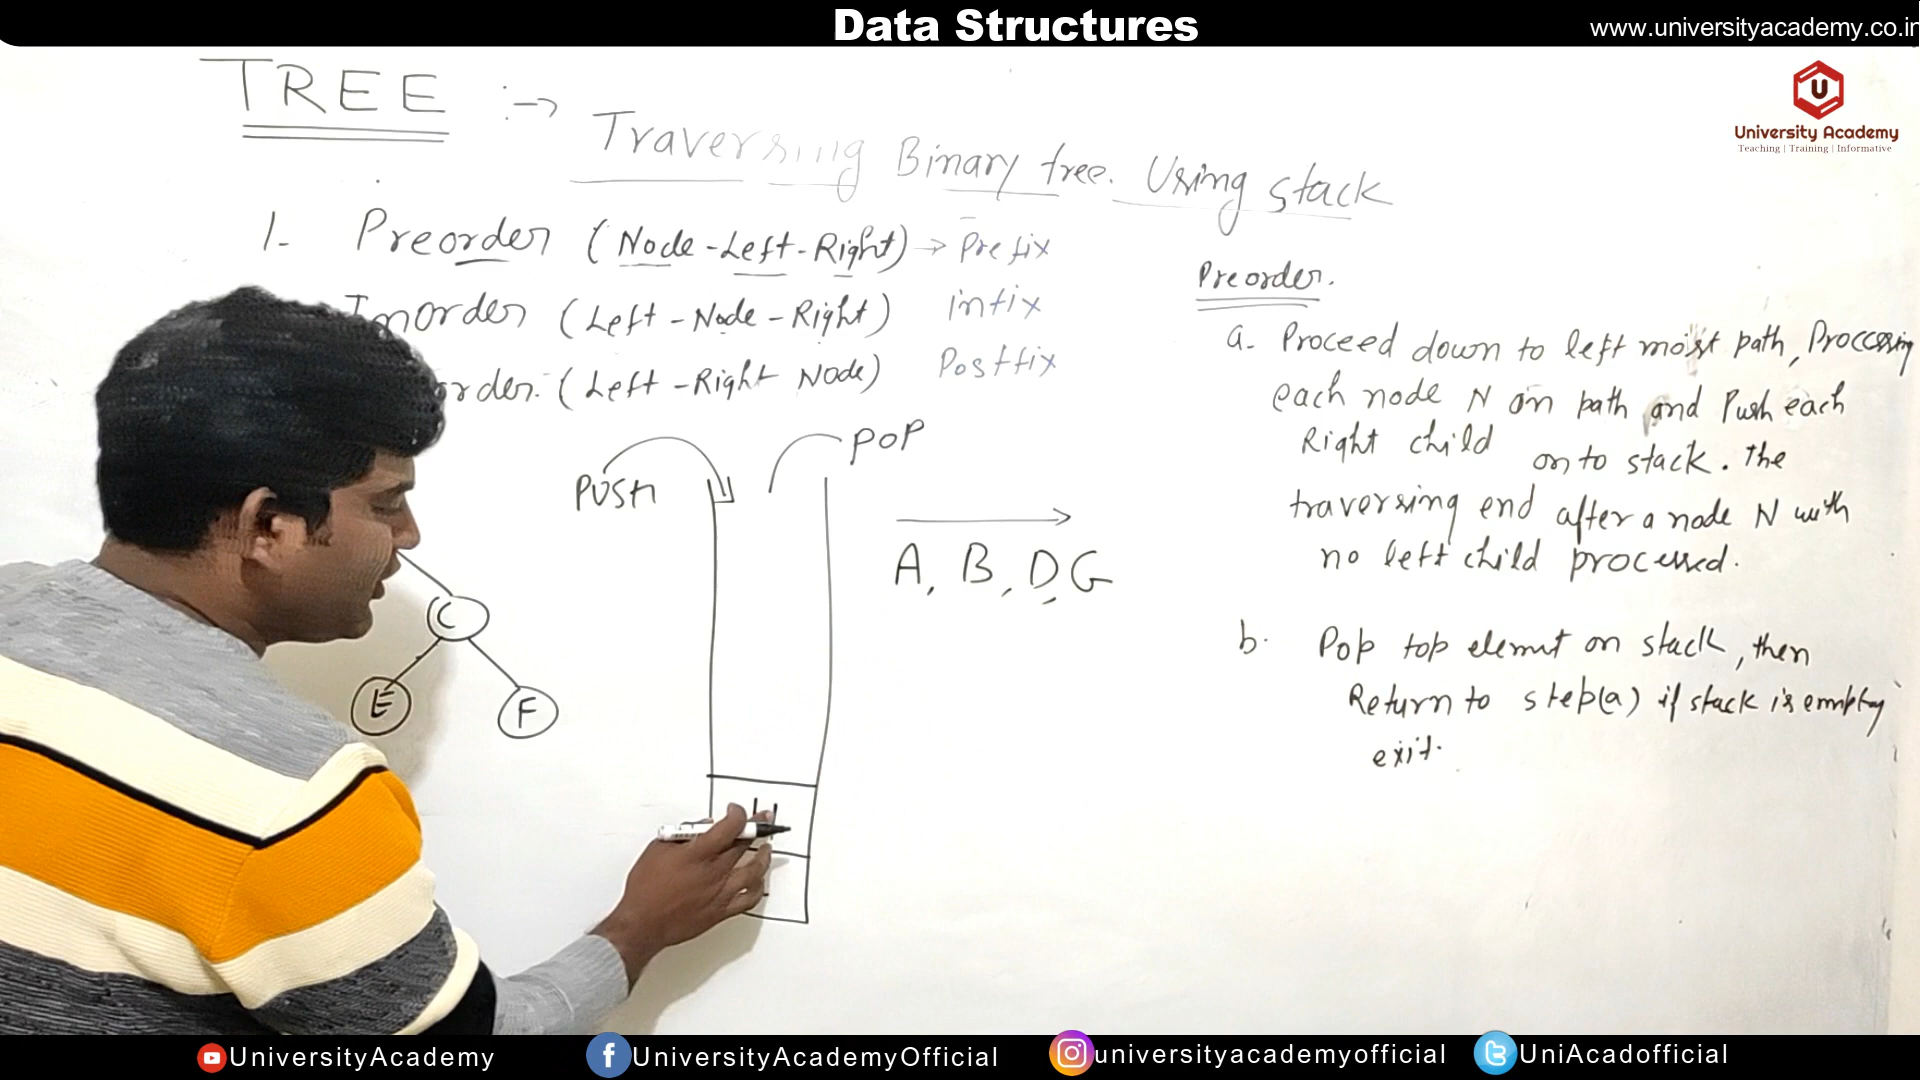 Data Structures
www.universityacademy.co.in
TREE :->
Traversing Binary tree. Using stack
University Academy
Teaching | Training | Informative
1- Preorder (Node-Left-Right) → Prefix
Inorder (Left-Node-Right) infix
order. (Left-Right Node) Postfix
PUSH
POP
A, B, D, G
C
E
F
H
Preorder.
a- Proceed down to left most path, Proccessing
each node N on path and Push each
Right child on to stack. The
traversing end after a node N with
no left child processed.
b. Pop top elemnt on stack, then
Return to step(a) if stack is empty
exit.
UniversityAcademy
UniversityAcademyOfficial
universityacademyofficial
UniAcadofficial